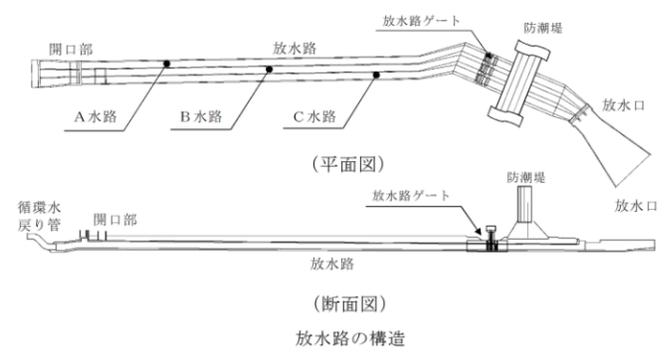 放水路ゲート
防潮堤
開口部
放水路
放水口
A水路
B水路
C水路
(平面図)
防潮堤
循環水
戻り管
開口部
放水路ゲート
放水口
放水路
(断面図)
放水路の構造